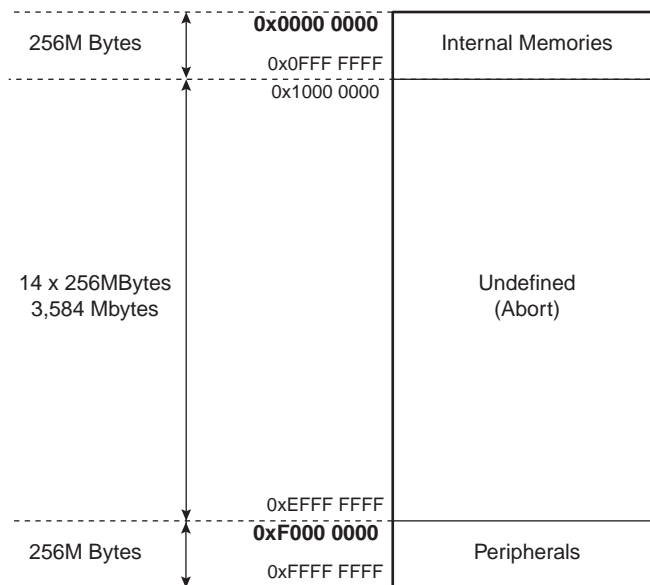 256M Bytes
0x0000 0000
Internal Memories
0x0FFF FFFF
0x1000 0000
14 x 256MBytes
3,584 Mbytes
Undefined
(Abort)
0xEFFF FFFF
0xF000 0000
256M Bytes
Peripherals
0xFFFF FFFF